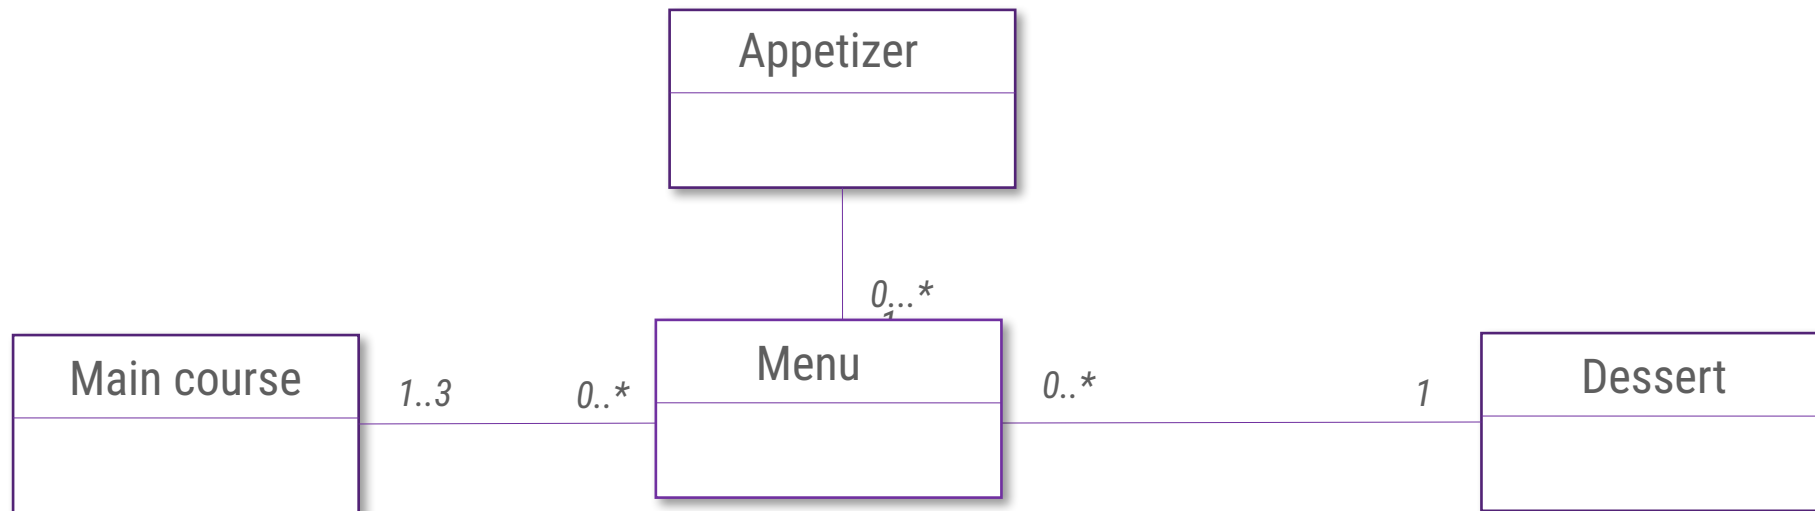 Appetizer
0...*
Menu
Main course
1..3
0..*
0..*
1
Dessert